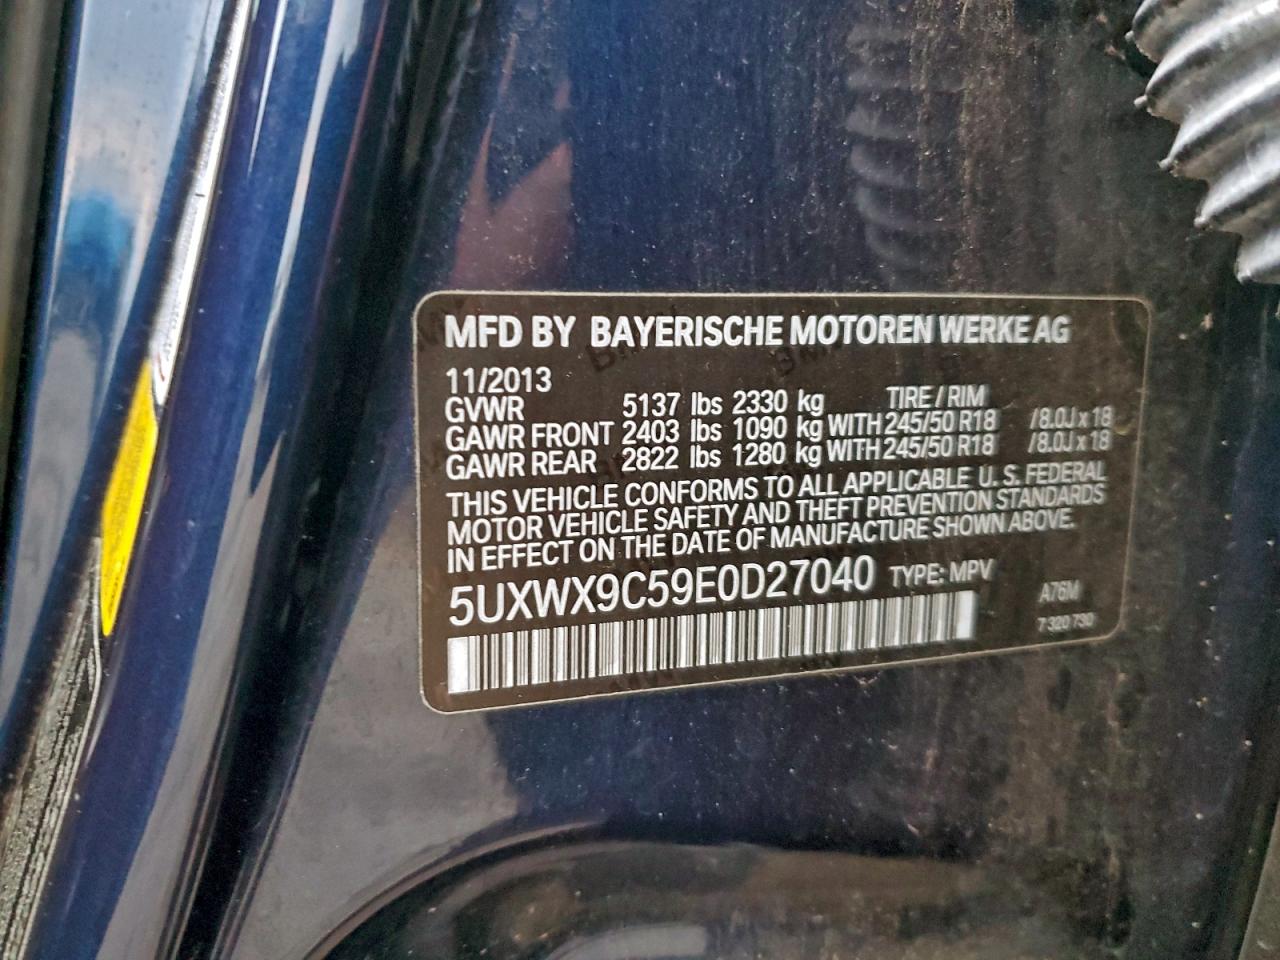 MFD BY BAYERISCHE MOTOREN WERKE AG
11/2013
GVWR 5137 lbs 2330 kg TIRE / RIM
GAWR FRONT 2403 lbs 1090 kg WITH 245/50 R18 /8.0J x 18
GAWR REAR 2822 lbs 1280 kg WITH 245/50 R18 /8.0J x 18
THIS VEHICLE CONFORMS TO ALL APPLICABLE U. S. FEDERAL
MOTOR VEHICLE SAFETY AND THEFT PREVENTION STANDARDS
IN EFFECT ON THE DATE OF MANUFACTURE SHOWN ABOVE.
5UXWX9C59E0D27040 TYPE: MPV
A76M
7 320 730